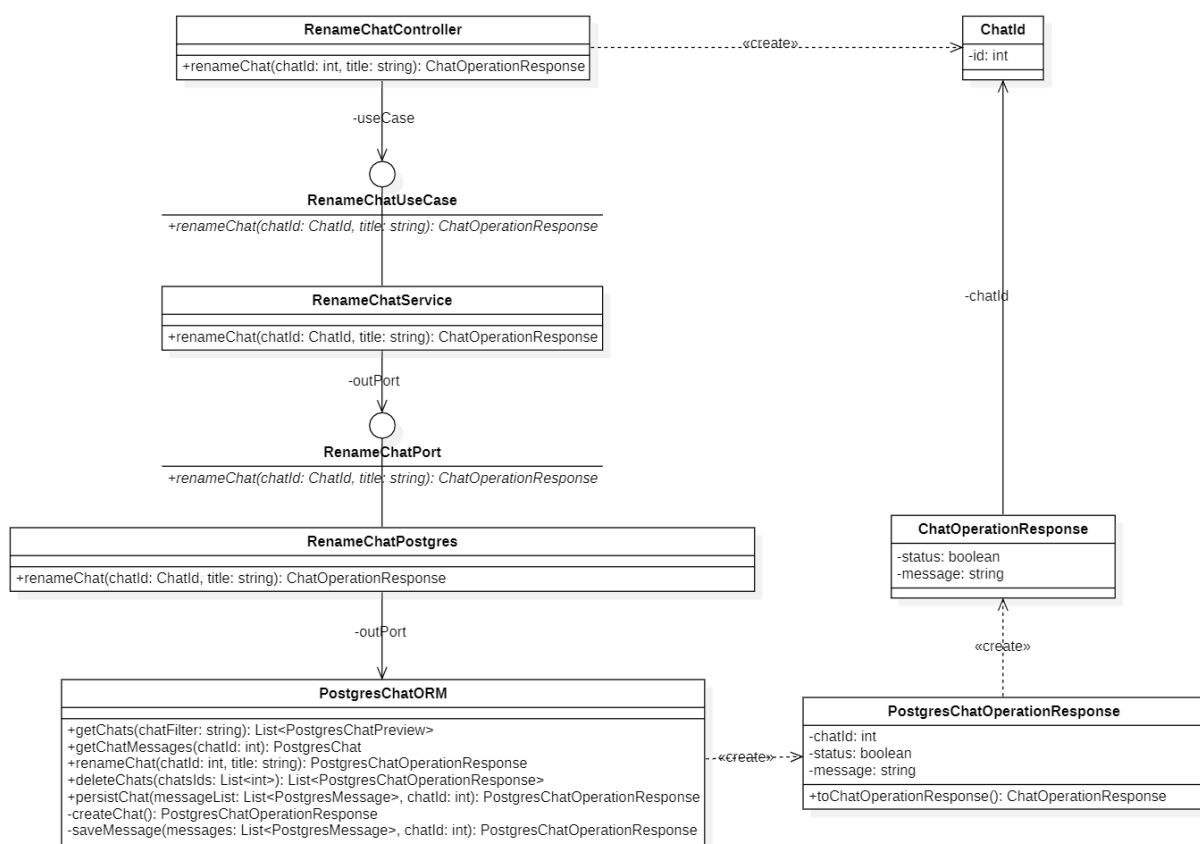 RenameChatController
+renameChat(chatId: int, title: string): ChatOperationResponse
«create»
ChatId
-id: int
-useCase
RenameChatUseCase
+renameChat(chatId: ChatId, title: string): ChatOperationResponse
RenameChatService
+renameChat(chatId: ChatId, title: string): ChatOperationResponse
-chatId
-outPort
RenameChatPort
+renameChat(chatId: ChatId, title: string): ChatOperationResponse
RenameChatPostgres
+renameChat(chatId: ChatId, title: string): ChatOperationResponse
ChatOperationResponse
-status: boolean
-message: string
-outPort
«create»
PostgresChatORM
+getChats(chatFilter: string): List<PostgresChatPreview>
+getChatMessages(chatId: int): PostgresChat
+renameChat(chatId: int, title: string): PostgresChatOperationResponse
+deleteChats(chatsIds: List<int>): List<PostgresChatOperationResponse>
+persistChat(messageList: List<PostgresMessage>, chatId: int): PostgresChatOperationResponse
-createChat(): PostgresChatOperationResponse
-saveMessage(messages: List<PostgresMessage>, chatId: int): PostgresChatOperationResponse
«create»
PostgresChatOperationResponse
-chatId: int
-status: boolean
-message: string
+toChatOperationResponse(): ChatOperationResponse